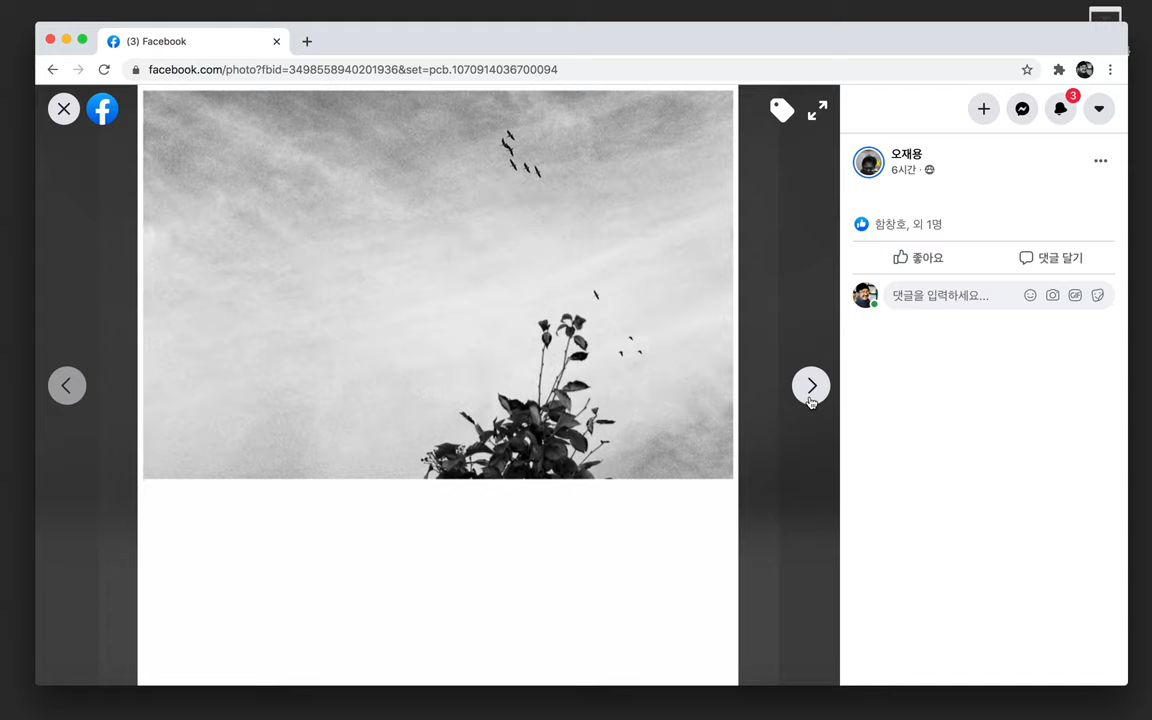 (3) Facebook
facebook.com/photo?fbid=3498558940201936&set=pcb.1070914036700094
3
오재용
6시간 ·
함창호, 외 1명
좋아요
댓글 달기
댓글을 입력하세요...
GIF